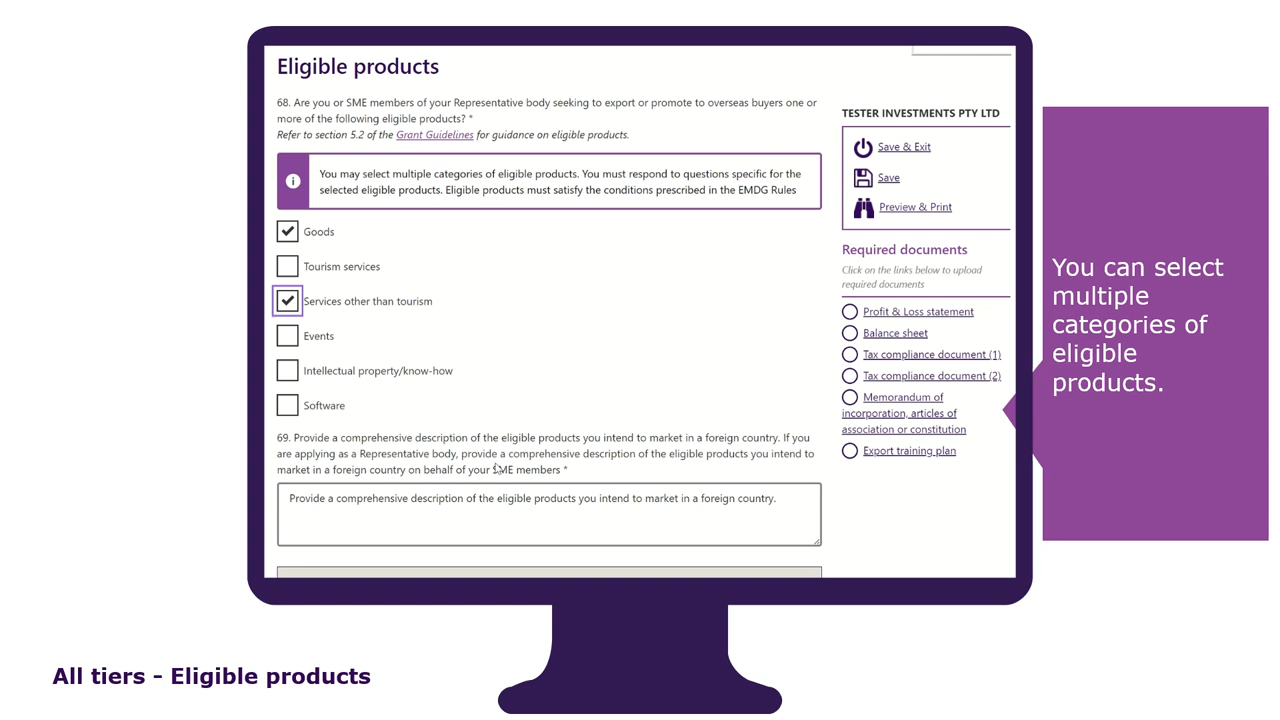 Eligible products
68. Are you or SME members of your Representative body seeking to export or promote to overseas buyers one or
more of the following eligible products? *
Refer to section 5.2 of the Grant Guidelines for guidance on eligible products.
You may select multiple categories of eligible products. You must respond to questions specific for the
selected eligible products. Eligible products must satisfy the conditions prescribed in the EMDG Rules
Goods
Tourism services
Services other than tourism
Events
Intellectual property/know-how
Software
69. Provide a comprehensive description of the eligible products you intend to market in a foreign country. If you
are applying as a Representative body, provide a comprehensive description of the eligible products you intend to
market in a foreign country on behalf of your SME members *
Provide a comprehensive description of the eligible products you intend to market in a foreign country.
TESTER INVESTMENTS PTY LTD
Save & Exit
Save
Preview & Print
Required documents
Click on the links below to upload
required documents
Profit & Loss statement
Balance sheet
Tax compliance document (1)
Tax compliance document (2)
Memorandum of
incorporation, articles of
association or constitution
Export training plan
You can select
multiple
categories of
eligible
products.
All tiers - Eligible products